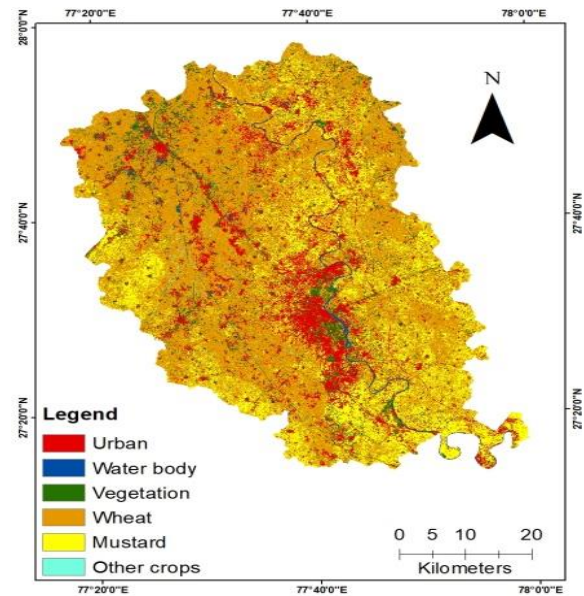 77°20'0"E 77°40'0"E 78°0'0"E
28°0'0"N
N
27°40'0"N 27°40'0"N
27°20'0"N 27°20'0"N
Legend
Urban
Water body
Vegetation
Wheat
Mustard
Other crops
0 5 10 20
Kilometers
77°20'0"E 77°40'0"E 78°0'0"E